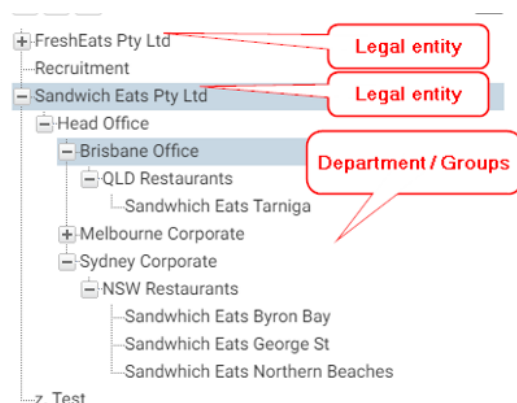 FreshEats Pty Ltd
Legal entity
Recruitment
Sandwich Eats Pty Ltd
Legal entity
Head Office
Brisbane Office
Department / Groups
QLD Restaurants
Sandwhich Eats Tarniga
Melbourne Corporate
Sydney Corporate
NSW Restaurants
Sandwhich Eats Byron Bay
Sandwhich Eats George St
Sandwhich Eats Northern Beaches
z_Test